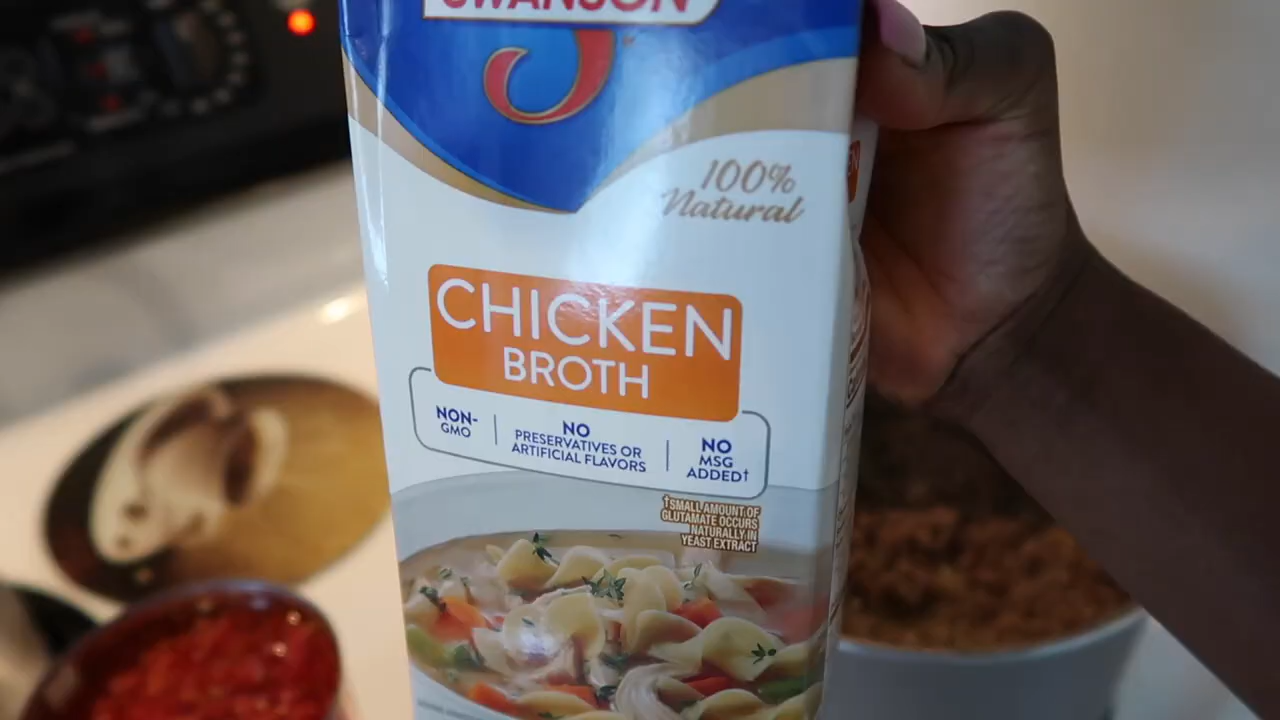 SWANSON
100%
Natural
CHICKEN
BROTH
NON-
GMO
NO
PRESERVATIVES OR
ARTIFICIAL FLAVORS
NO
MSG
ADDED†
†SMALL AMOUNT OF
GLUTAMATE OCCURS
NATURALLY IN
YEAST EXTRACT